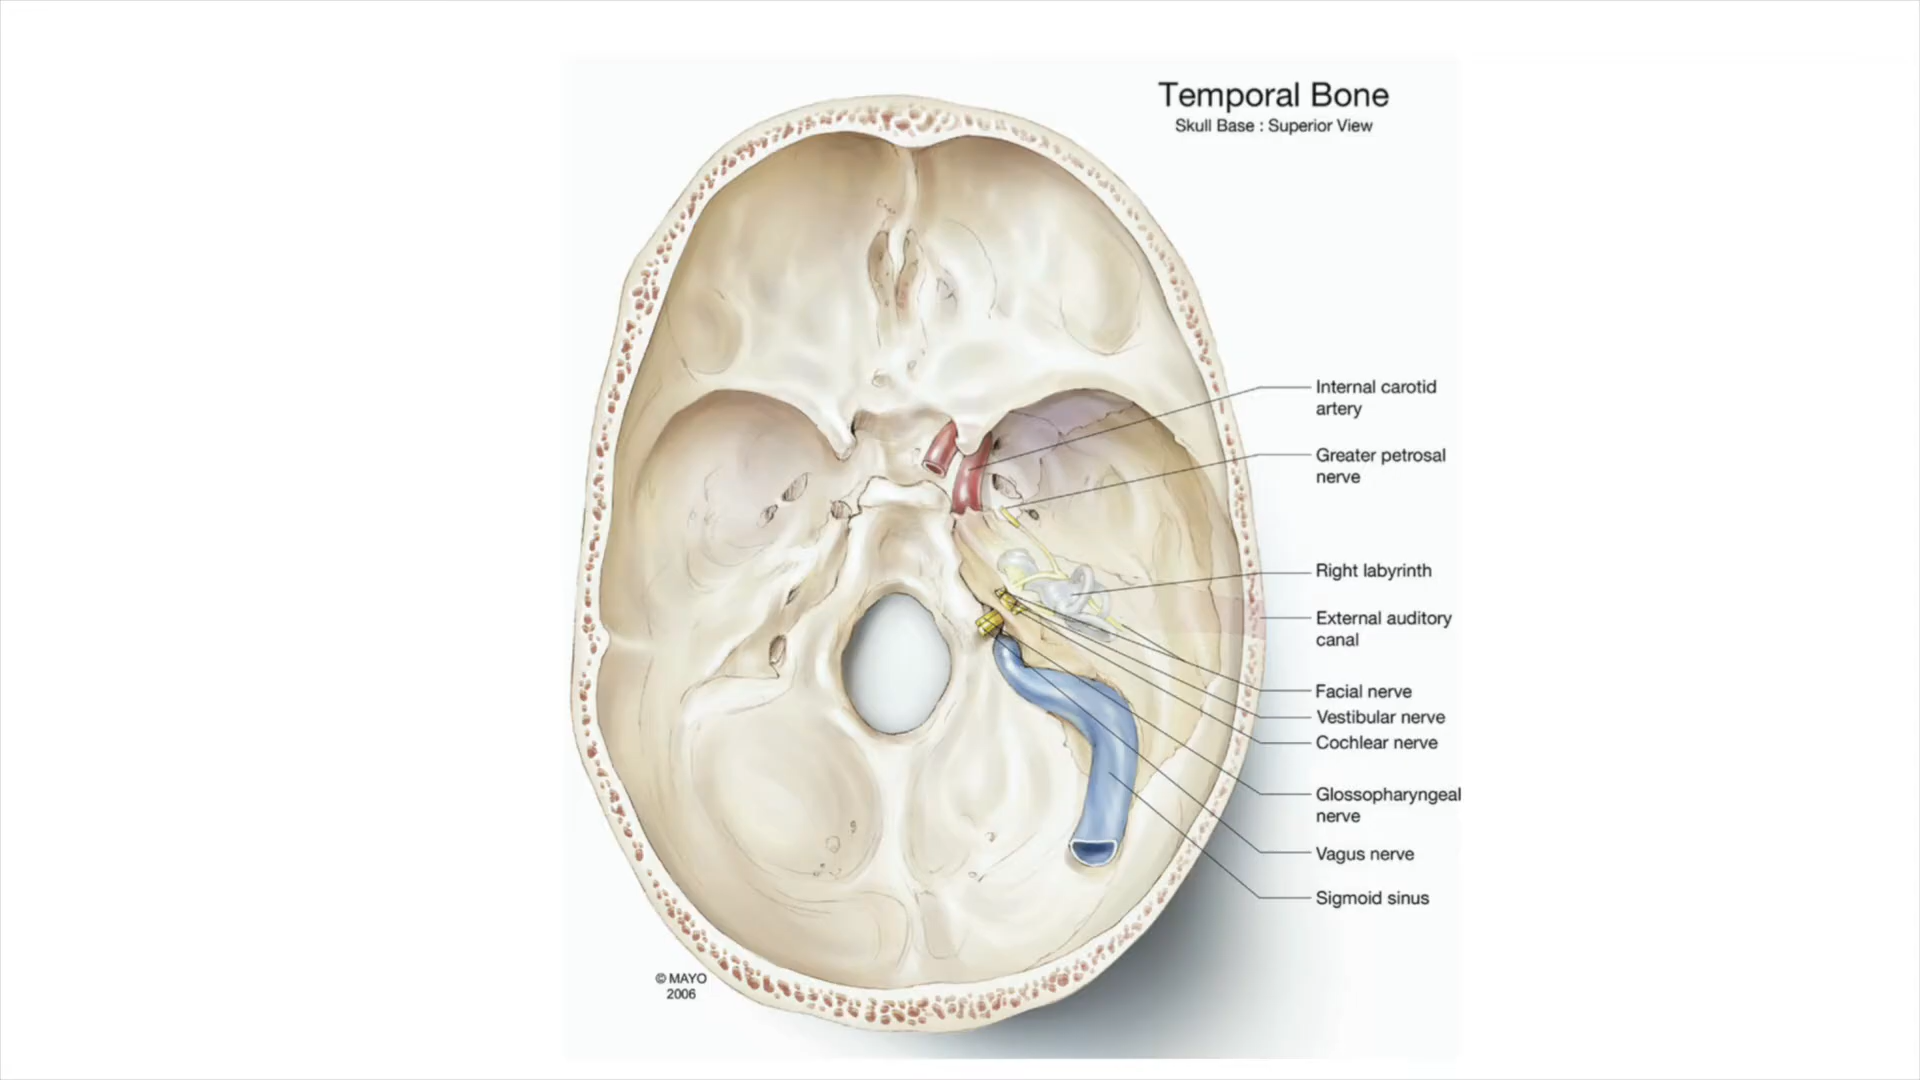 Temporal Bone
Skull Base : Superior View
Internal carotid
artery
Greater petrosal
nerve
Right labyrinth
External auditory
canal
Facial nerve
Vestibular nerve
Cochlear nerve
Glossopharyngeal
nerve
Vagus nerve
Sigmoid sinus
© MAYO
2006